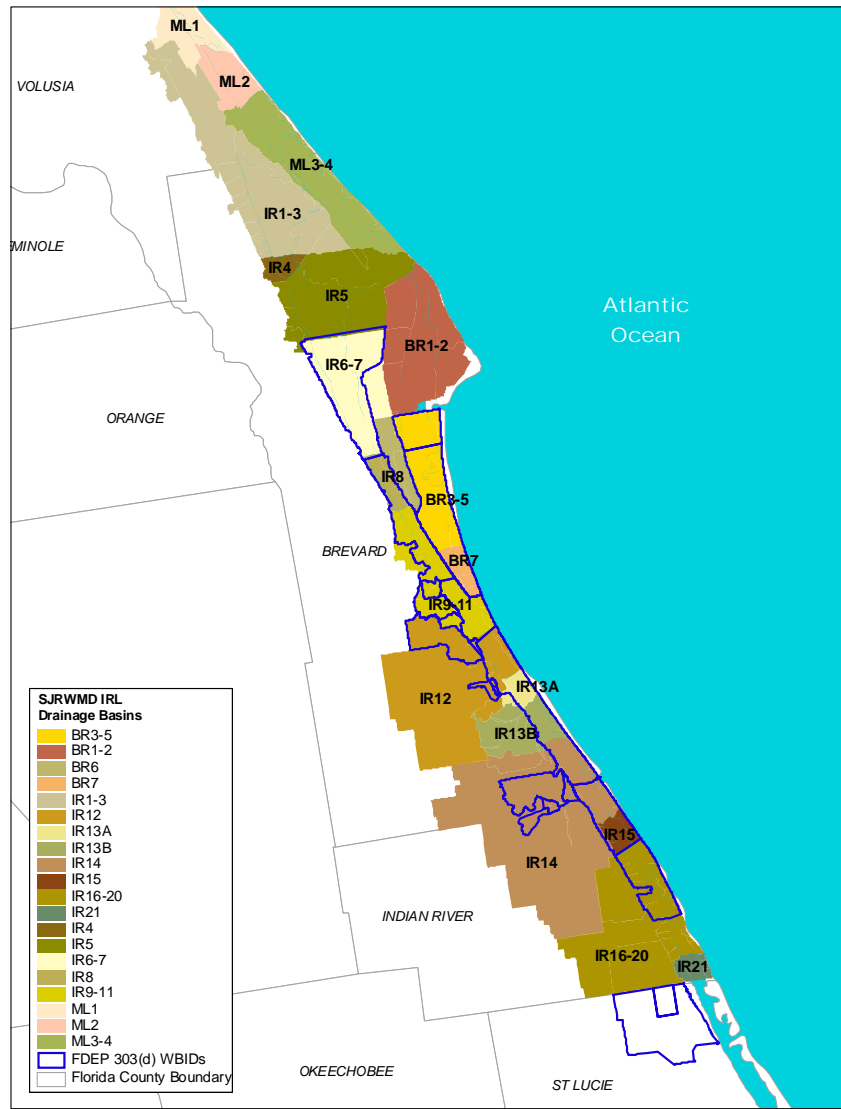 ML1
VOLUSIA
ML2
ML3-4
IR1-3
EMINOLE
IR4
IR5
Atlantic
Ocean
BR1-2
IR6-7
ORANGE
IR8
BR3-5
BREVARD
BR7
IR9-11
IR13A
IR12
IR13B
IR15
IR14
INDIAN RIVER
IR16-20
IR21
OKEECHOBEE
ST LUCIE
SJRWMD IRL
Drainage Basins
BR3-5
BR1-2
BR6
BR7
IR1-3
IR12
IR13A
IR13B
IR14
IR15
IR16-20
IR21
IR4
IR5
IR6-7
IR8
IR9-11
ML1
ML2
ML3-4
FDEP 303(d) WBIDs
Florida County Boundary